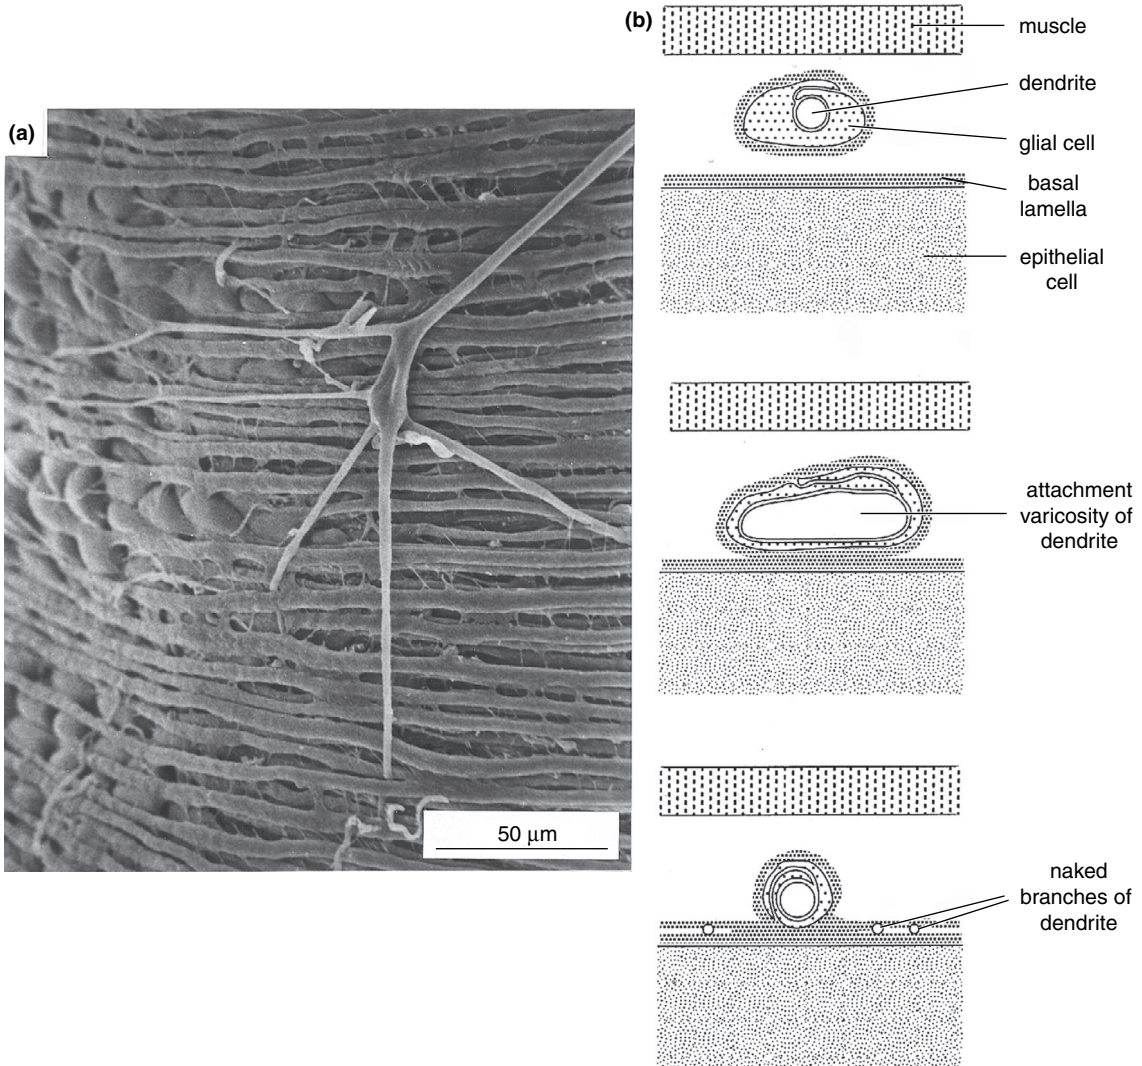 (a)
50 μm
(b)
muscle
dendrite
glial cell
basal
lamella
epithelial
cell
attachment
varicosity of
dendrite
naked
branches of
dendrite